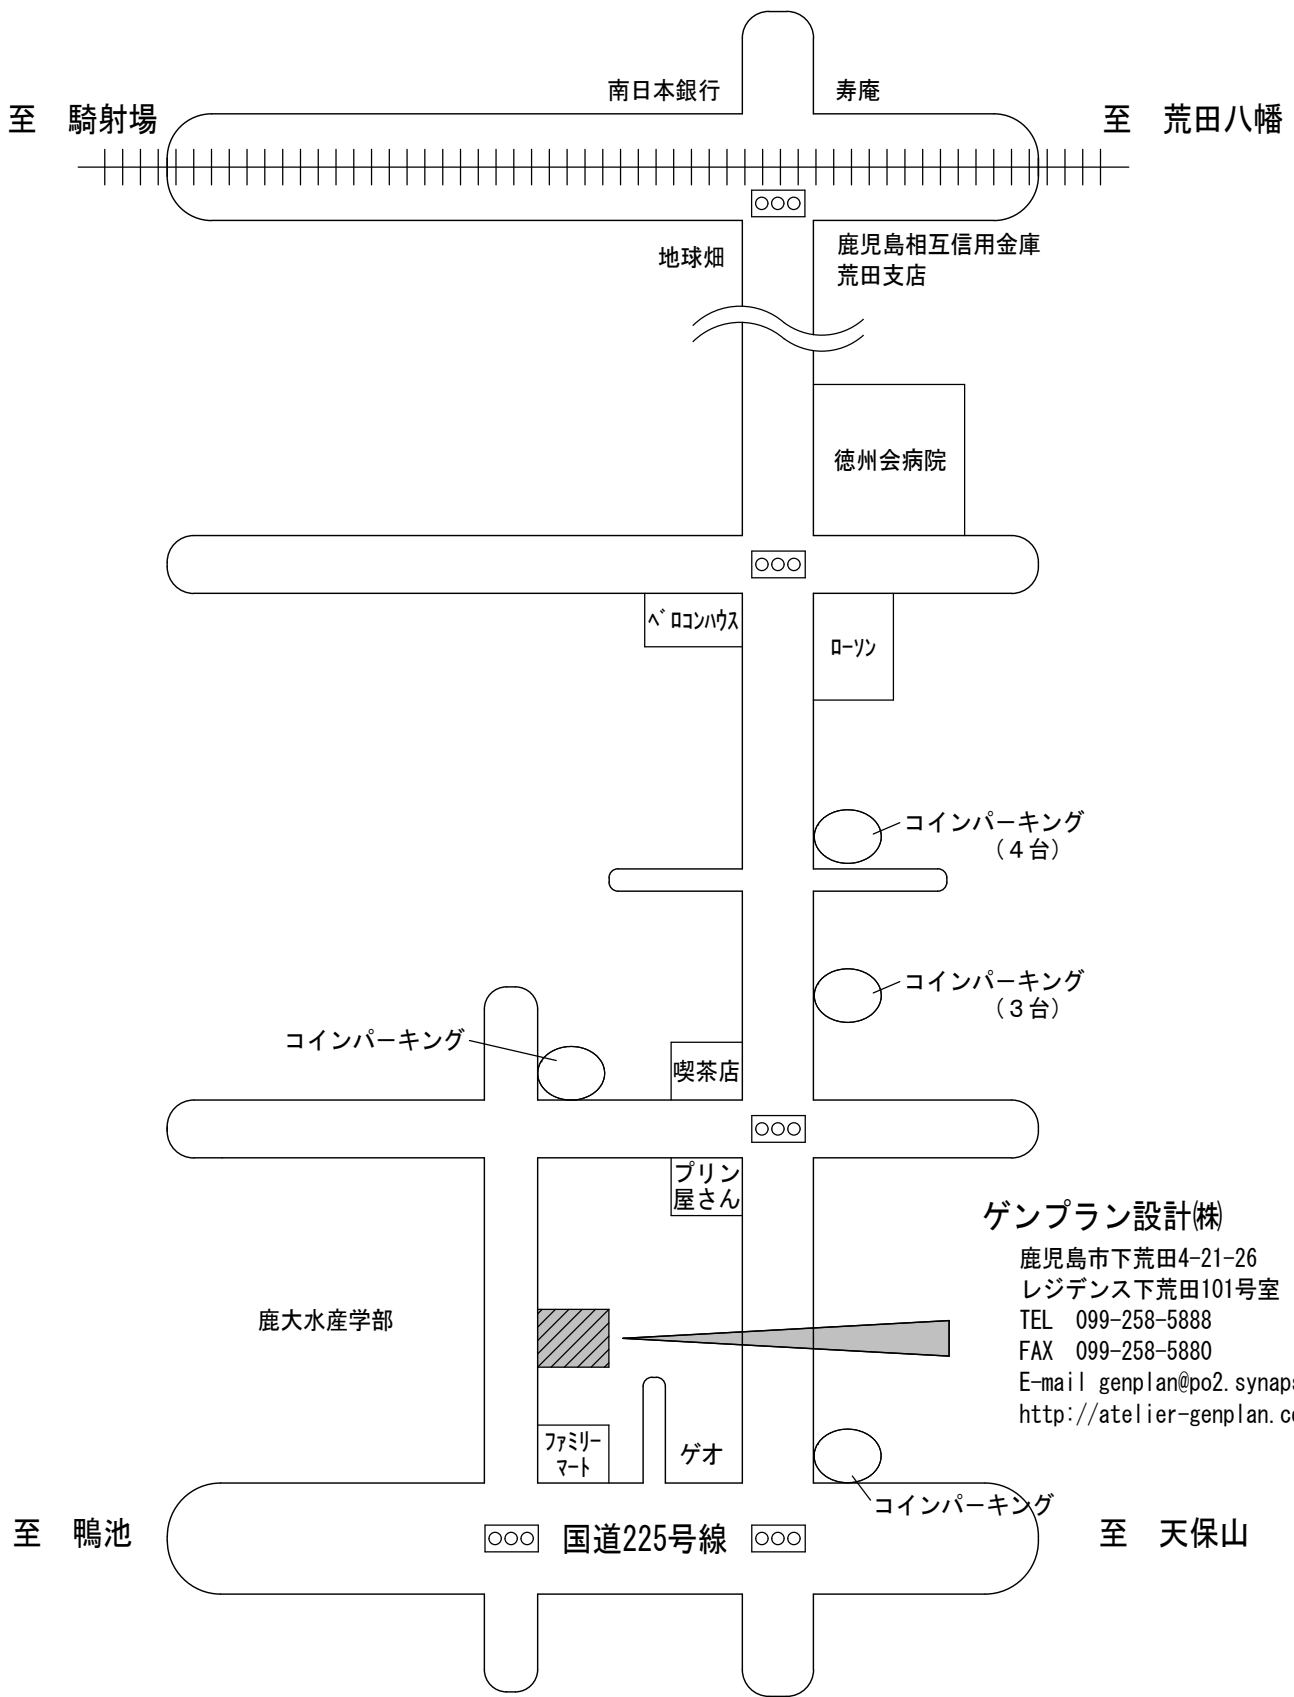 南日本銀行
寿庵
至　騎射場
至　荒田八幡
地球畑
鹿児島相互信用金庫
荒田支店
徳州会病院
ﾍﾞﾛｺﾝﾊｳｽ
ﾛｰｿﾝ
コインパーキング
（４台）
コインパーキング
（３台）
コインパーキング
喫茶店
プリン
屋さん
ゲンプラン設計㈱
鹿児島市下荒田4-21-26
レジデンス下荒田101号室
TEL　099-258-5888
FAX　099-258-5880
E-mail genplan@po2.synaps
http://atelier-genplan.co
鹿大水産学部
ﾌｧﾐﾘｰ
ﾏｰﾄ
ゲオ
コインパーキング
至　鴨池
国道225号線
至　天保山